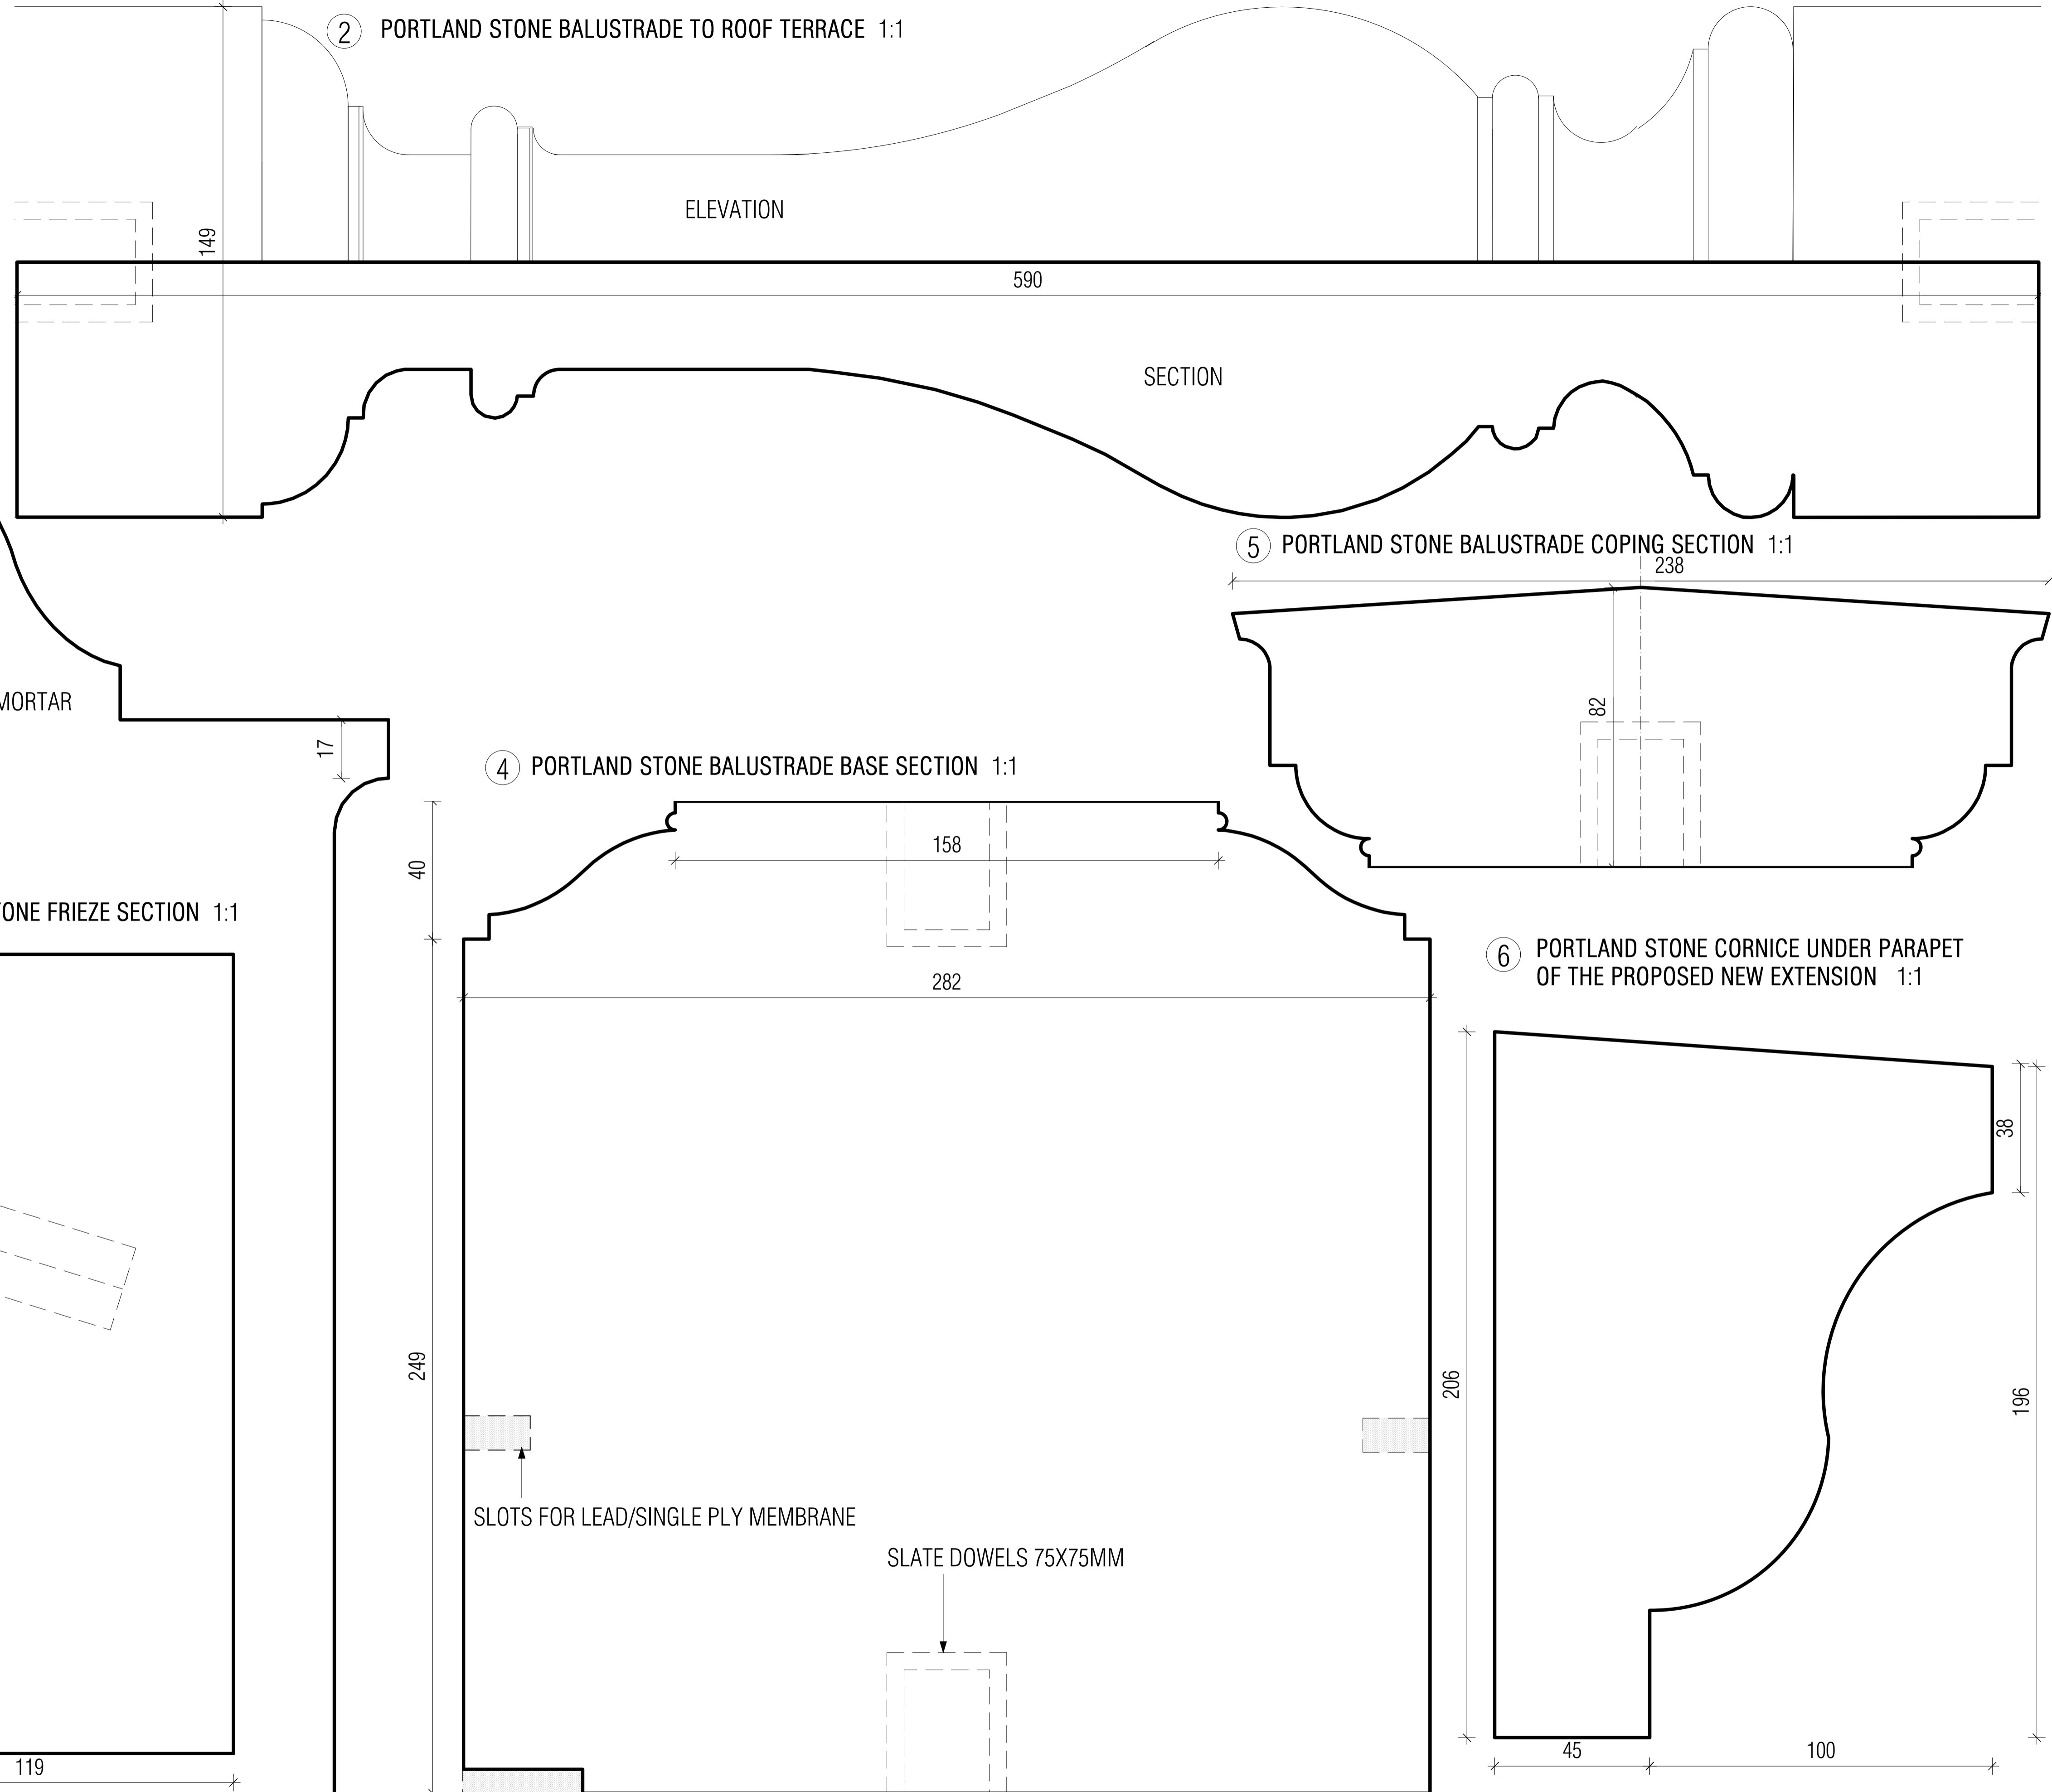 2 PORTLAND STONE BALUSTRADE TO ROOF TERRACE 1:1
149
ELEVATION
590
SECTION
5 PORTLAND STONE BALUSTRADE COPING SECTION 1:1
238
82
MORTAR
17
4 PORTLAND STONE BALUSTRADE BASE SECTION 1:1
40
158
282
249
TONE FRIEZE SECTION 1:1
119
SLOTS FOR LEAD/SINGLE PLY MEMBRANE
SLATE DOWELS 75X75MM
6 PORTLAND STONE CORNICE UNDER PARAPET
OF THE PROPOSED NEW EXTENSION 1:1
38
206
196
45
100